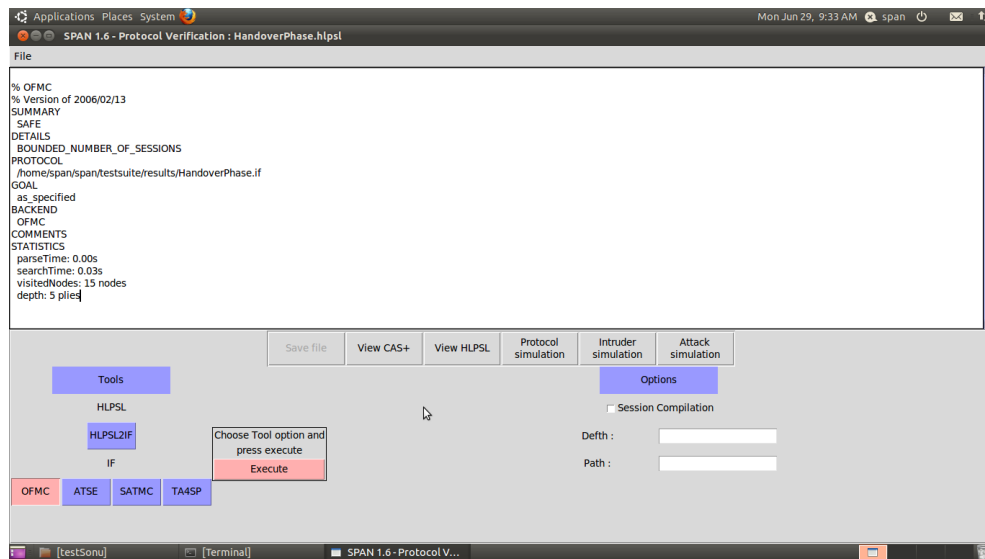 Applications Places System Mon Jun 29, 9:33 AM span
SPAN 1.6 - Protocol Verification : HandoverPhase.hlpsl
File
% OFMC
% Version of 2006/02/13
SUMMARY
SAFE
DETAILS
BOUNDED_NUMBER_OF_SESSIONS
PROTOCOL
/home/span/span/testsuite/results/HandoverPhase.if
GOAL
as_specified
BACKEND
OFMC
COMMENTS
STATISTICS
parseTime: 0.00s
searchTime: 0.03s
visitedNodes: 15 nodes
depth: 5 plies
Save file View CAS+ View HLPSL Protocol simulation Intruder simulation Attack simulation
Tools
Options
HLPSL
Session Compilation
HLPSL2IF
Choose Tool option and
press execute
Execute
Defth :
IF
Path :
OFMC ATSE SATMC TA4SP
[testSonu] [Terminal] SPAN 1.6 - Protocol V...